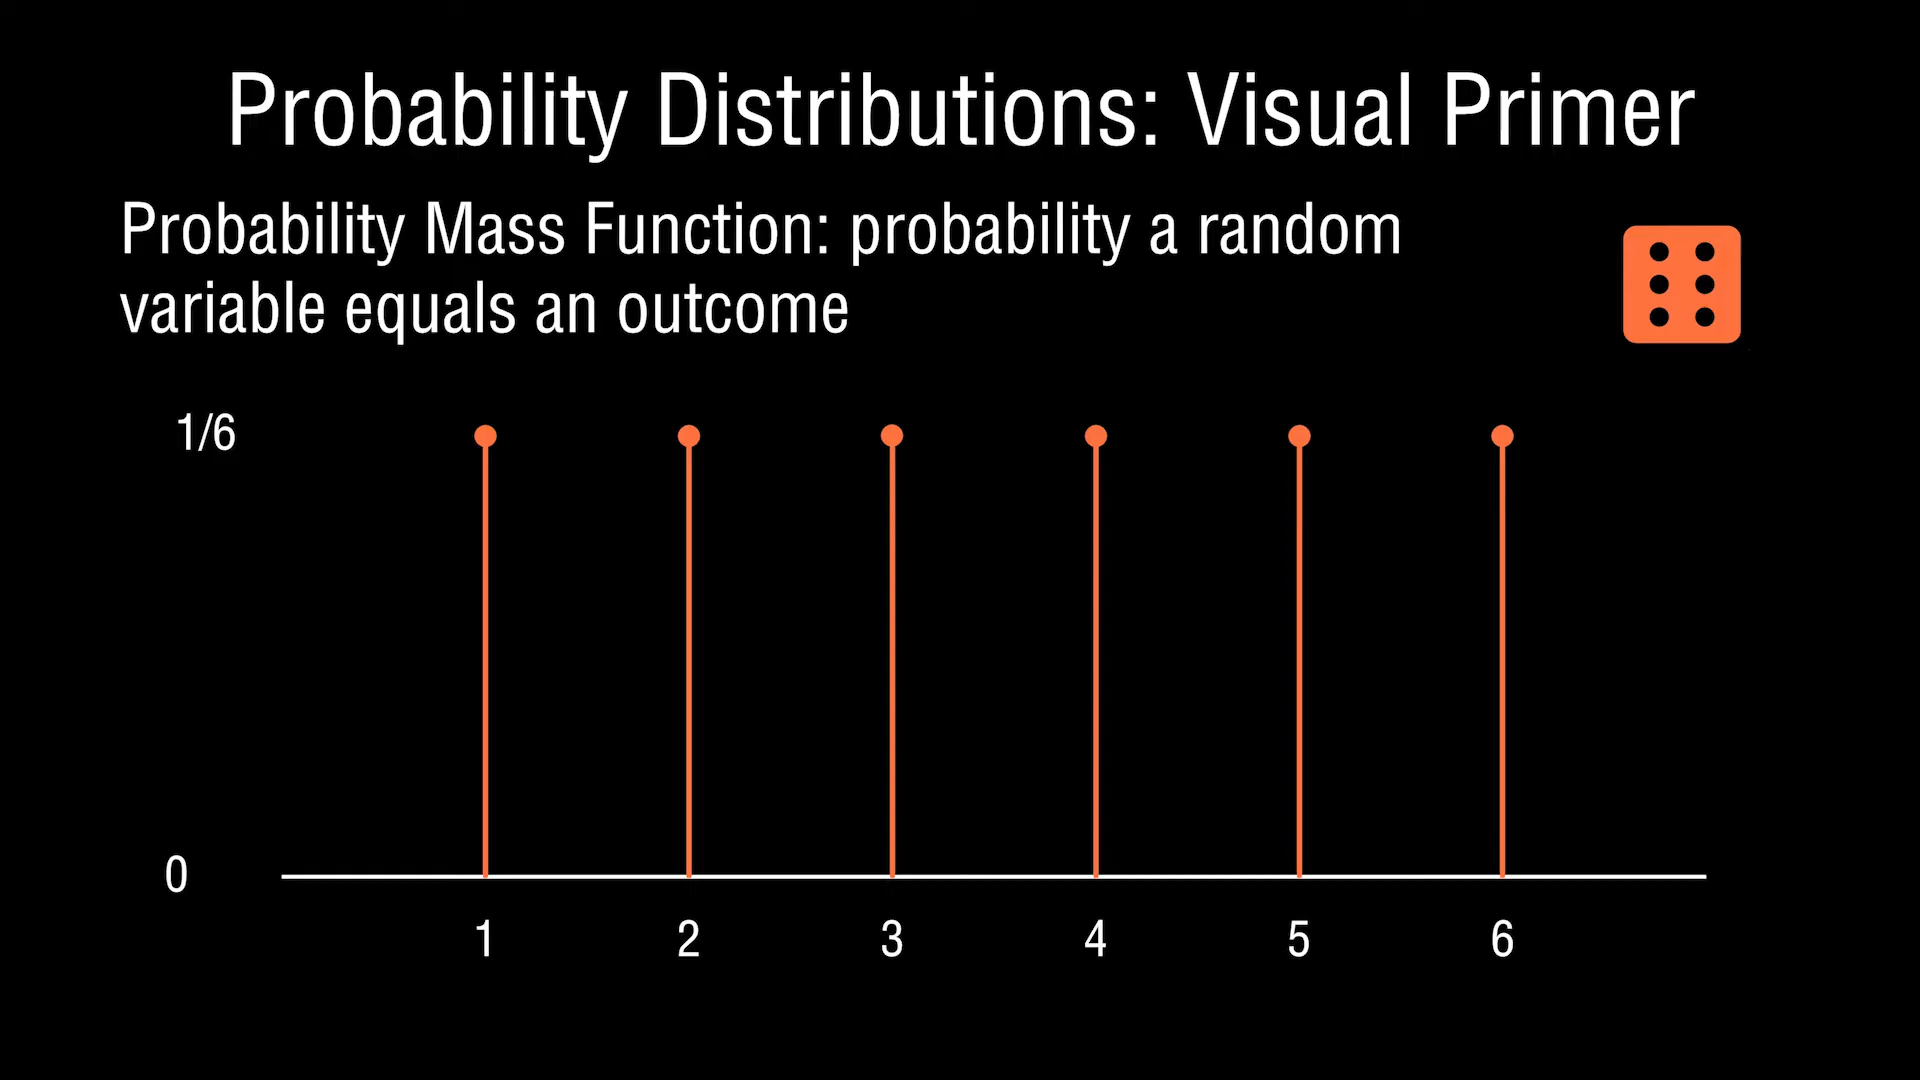 Probability Distributions: Visual Primer
Probability Mass Function: probability a random
variable equals an outcome
1/6
0
1 2 3 4 5 6